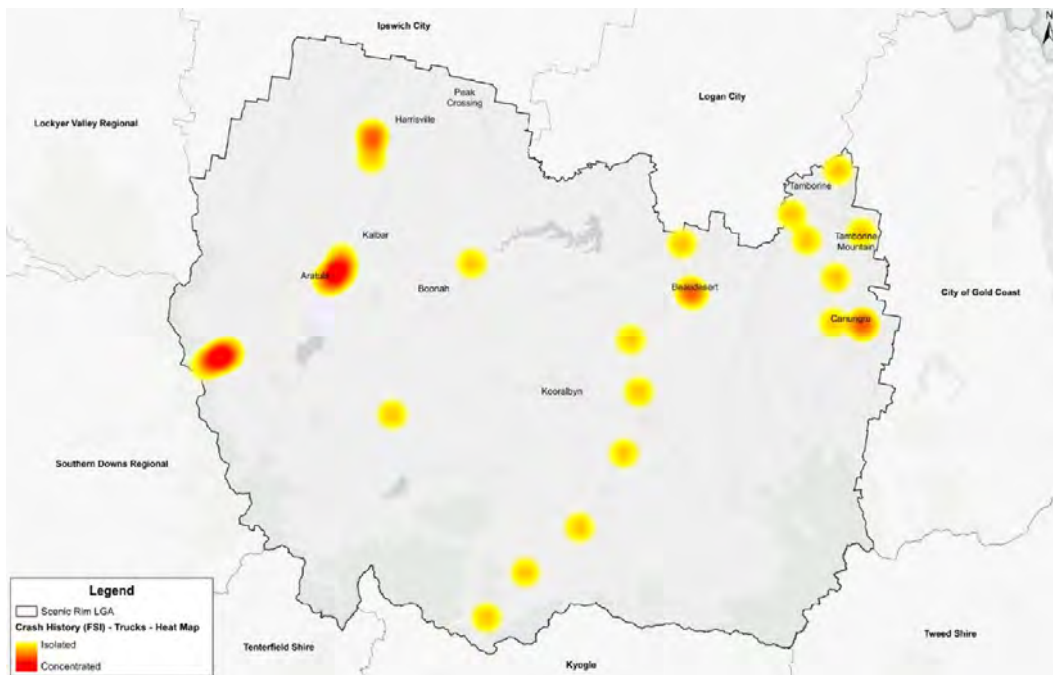 Ipswich City
N
Peak
Crossing
Logan City
Harrisville
Lockyer Valley Regional
Tamborine
Kalbar
Tamborine
Mountain
Aratula
Boonah
Beaudesert
City of Gold Coast
Canungra
Kooralbyn
Southern Downs Regional
Legend
Scenic Rim LGA
Crash History (FSI) - Trucks - Heat Map
Isolated
Concentrated
Tenterfield Shire
Kyogle
Tweed Shire